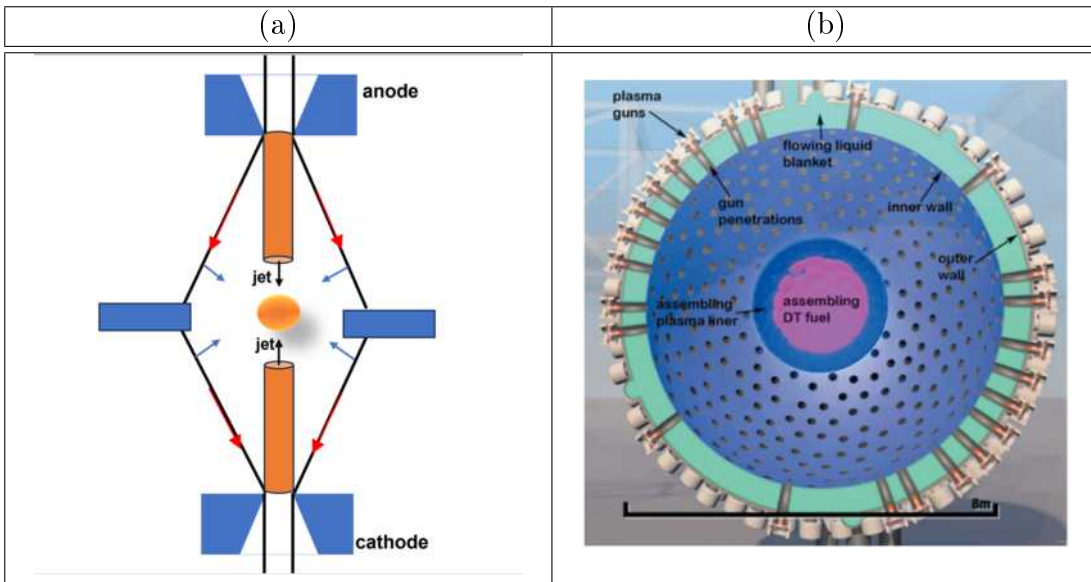 (a)
(b)
anode
jet
jet
cathode
plasma
guns
flowing liquid
blanket
gun
penetrations
inner wall
outer
wall
assembling
plasma liner
assembling
DT fuel
8m